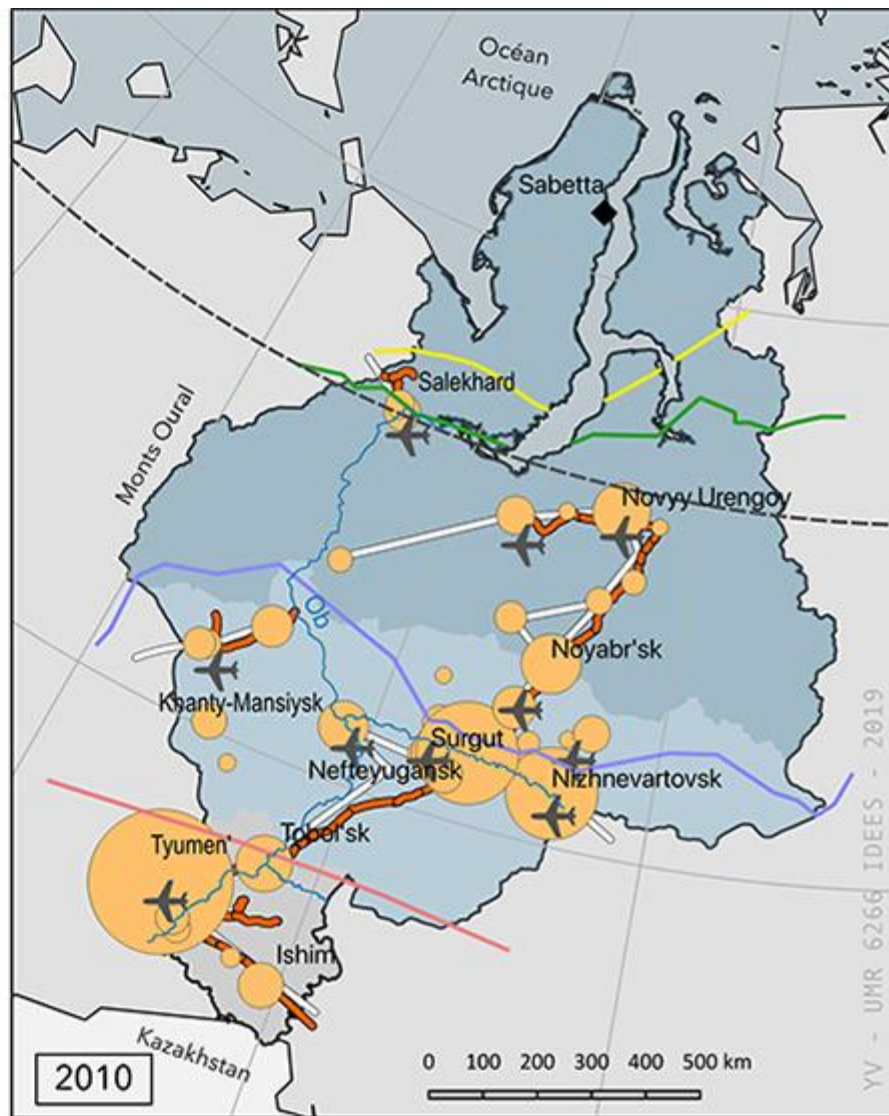 Océan
Arctique
Sabetta
Salekhard
Monts Oural
Novyy Urengoy
Ob
Noyabr'sk
Khanty-Mansiysk
Surgut
Nefteyugansk
Nizhnevartovsk
Tobol'sk
Tyumen'
Ishim
Kazakhstan
2010
0 100 200 300 400 500 km
YV - UMR 6266 IDEES - 2019